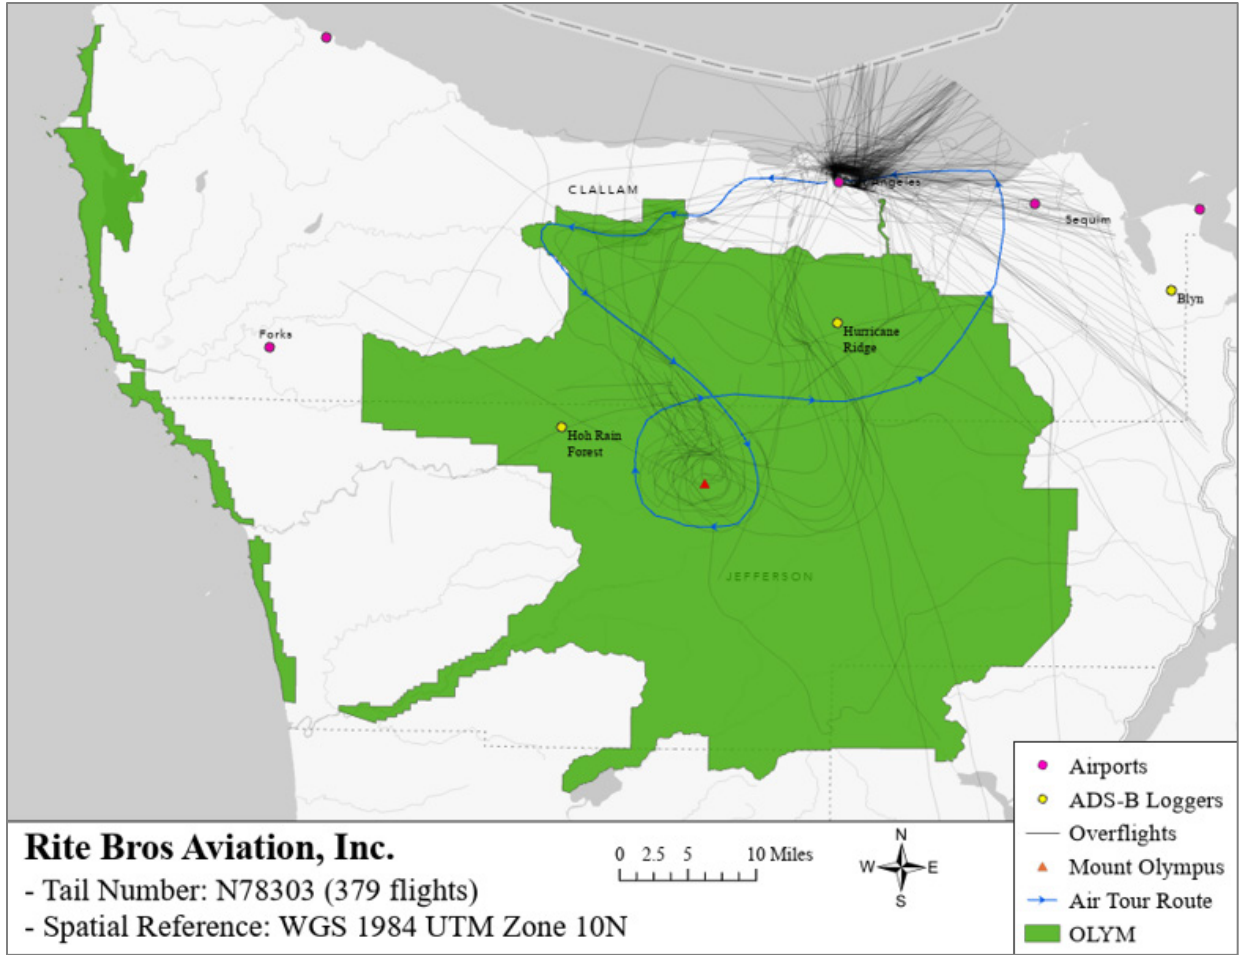 CLALLAM
Angeles
Sequim
Blyn
Forks
Hurricane
Ridge
Hoh Rain
Forest
JEFFERSON
Airports
ADS-B Loggers
Overflights
Mount Olympus
Air Tour Route
OLYM
Rite Bros Aviation, Inc.
- Tail Number: N78303 (379 flights)
- Spatial Reference: WGS 1984 UTM Zone 10N
0 2.5 5 10 Miles
N
W E
S